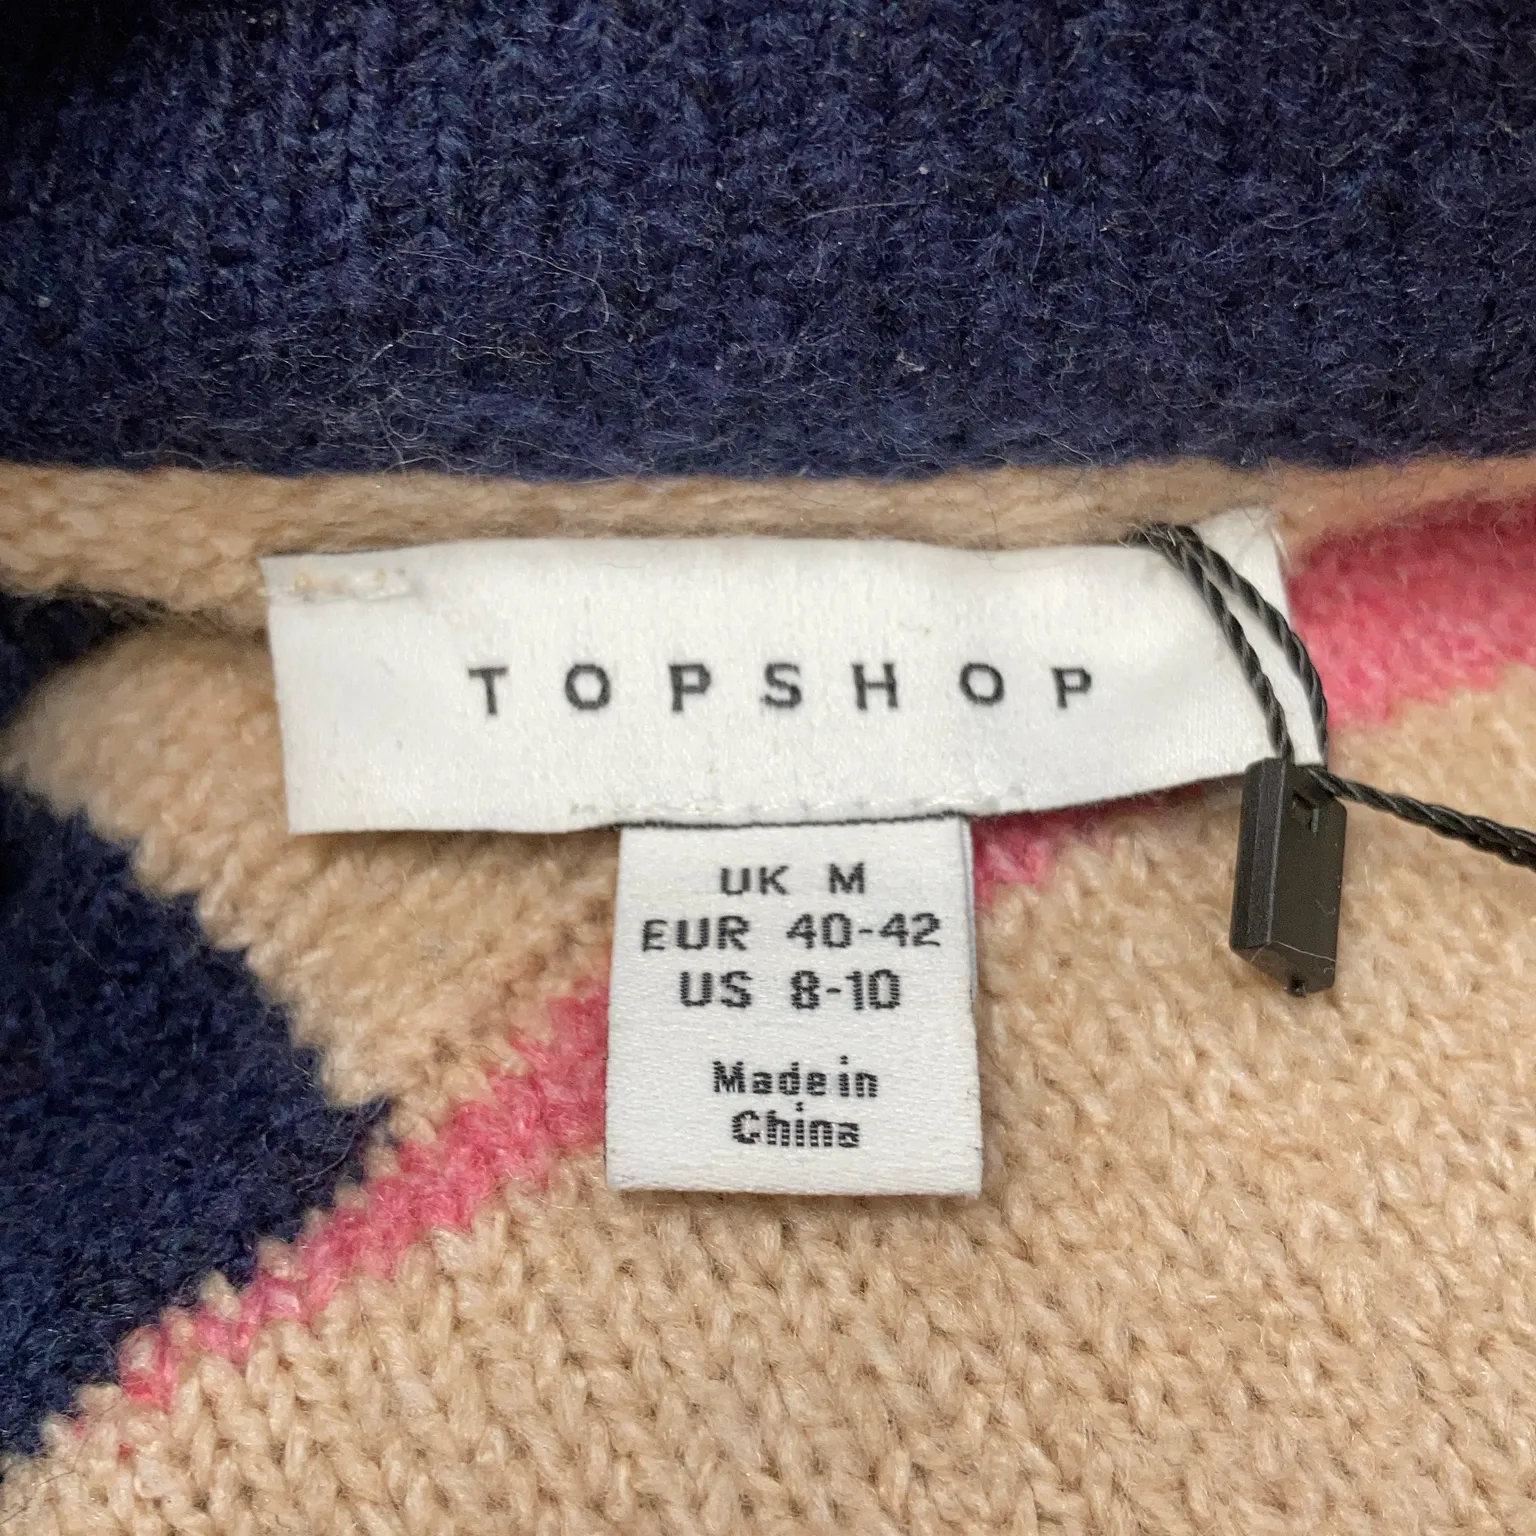 TOPSHOP
UK M
EUR 40-42
US 8-10
Made in
China